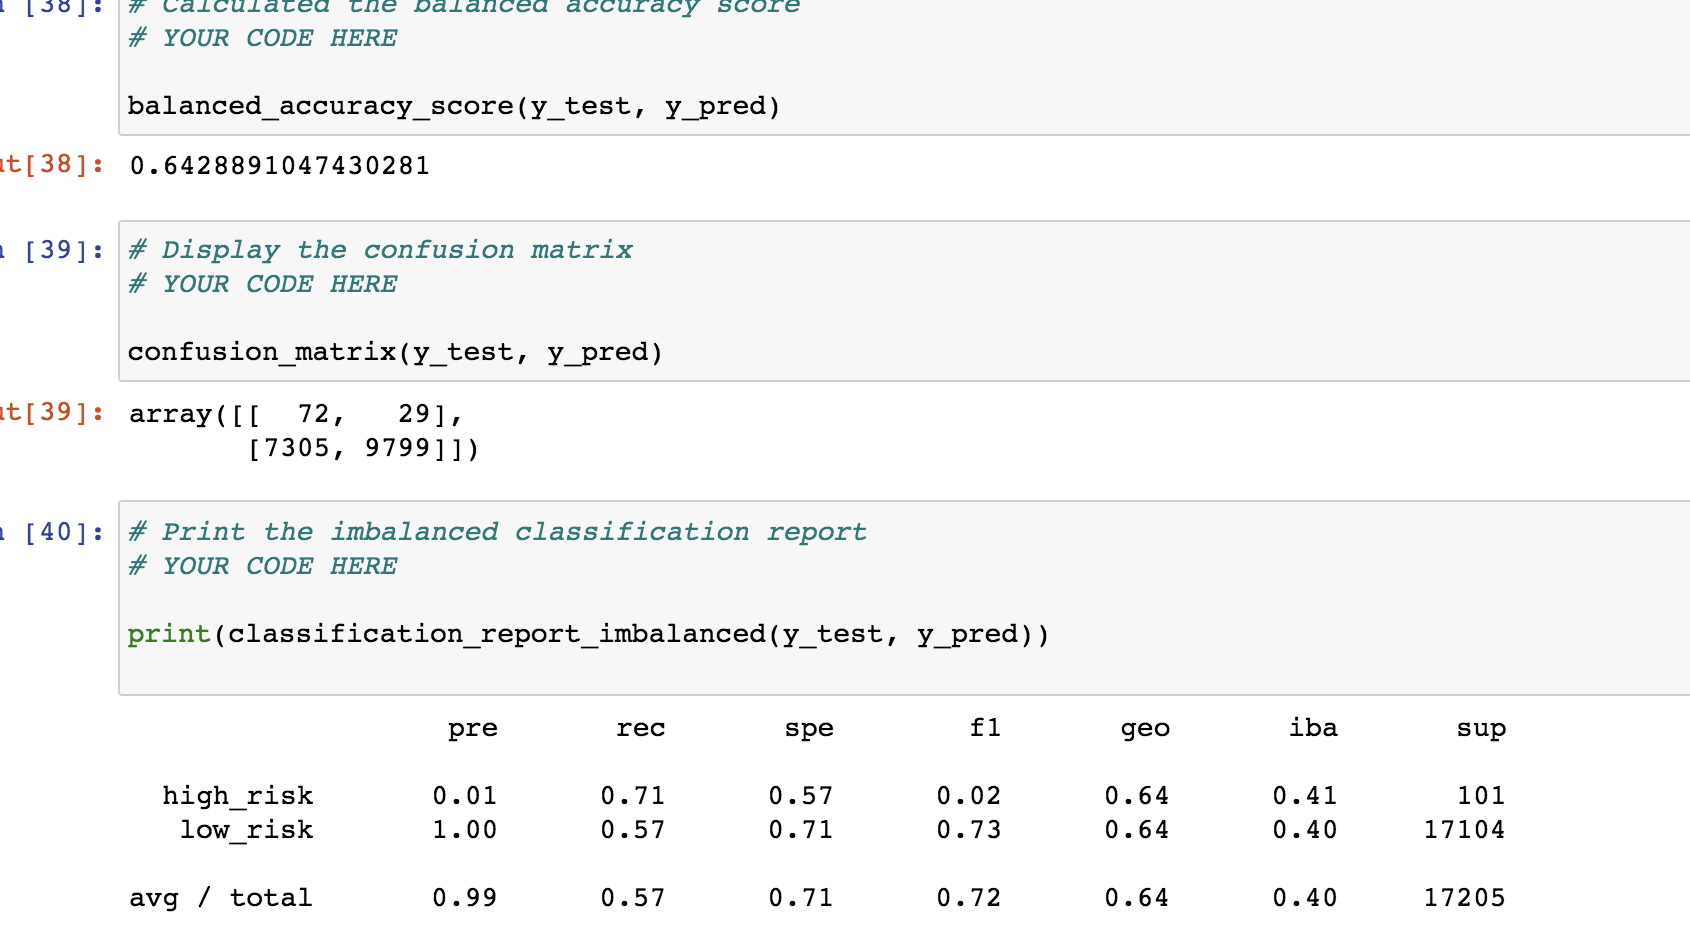 [38]: # Calculated the balanced accuracy score
# YOUR CODE HERE
balanced_accuracy_score(y_test, y_pred)
ut[38]: 0.6428891047430281
n [39]: # Display the confusion matrix
# YOUR CODE HERE
confusion_matrix(y_test, y_pred)
ut[39]: array([[  72,   29],
[7305, 9799]])
n [40]: # Print the imbalanced classification report
# YOUR CODE HERE
print(classification_report_imbalanced(y_test, y_pred))
pre rec spe f1 geo iba sup
high_risk 0.01 0.71 0.57 0.02 0.64 0.41 101
low_risk 1.00 0.57 0.71 0.73 0.64 0.40 17104
avg / total 0.99 0.57 0.71 0.72 0.64 0.40 17205